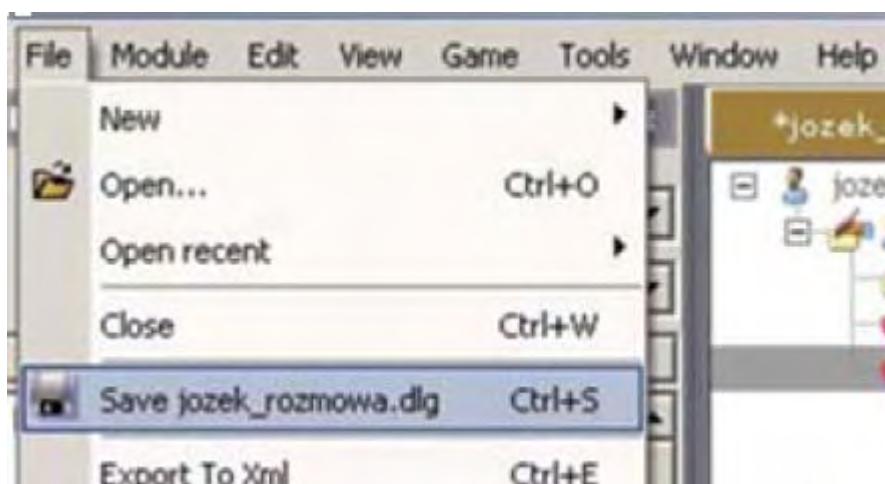 File Module Edit View Game Tools Window Help
New
*jozek_
Open... Ctrl+O
joze
Open recent
Close Ctrl+W
Save jozek_rozmowa.dlg Ctrl+S
Export To Xml Ctrl+E